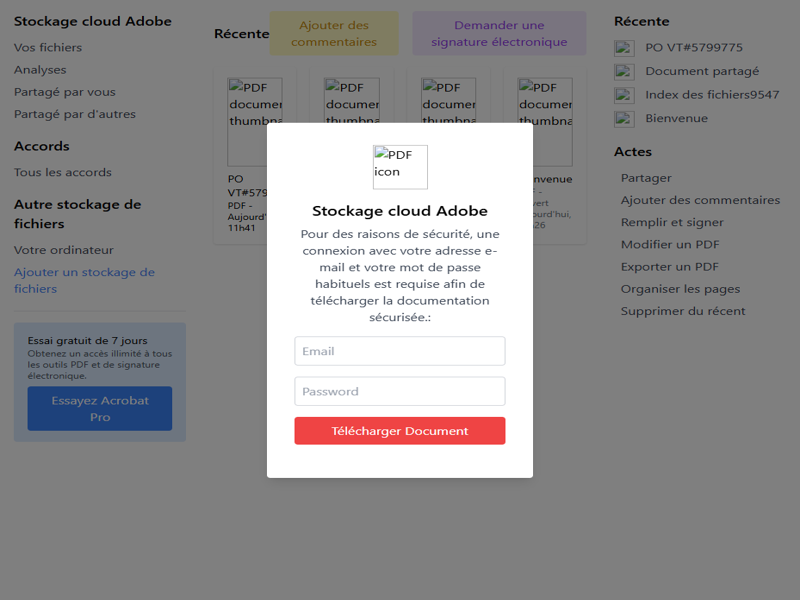 Stockage cloud Adobe
Vos fichiers
Analyses
Partagé par vous
Partagé par d'autres
Accords
Tous les accords
Autre stockage de
fichiers
Votre ordinateur
Ajouter un stockage de
fichiers
Essai gratuit de 7 jours
Obtenez un accès illimité à tous
les outils PDF et de signature
électronique.
Essayez Acrobat
Pro
Récente
Ajouter des
commentaires
Demander une
signature électronique
PDF
documen
thumbna
PDF
documen
thumbna
PDF
documen
thumbna
PDF
documen
thumbna
PO
VT#579
PDF -
Aujourd'
11h41
nvenue
F -
vert
ourd'hui,
26
PDF
icon
Stockage cloud Adobe
Pour des raisons de sécurité, une
connexion avec votre adresse e-
mail et votre mot de passe
habituels est requise afin de
télécharger la documentation
sécurisée.:
Email
Password
Télécharger Document
Récente
PO VT#5799775
Document partagé
Index des fichiers9547
Bienvenue
Actes
Partager
Ajouter des commentaires
Remplir et signer
Modifier un PDF
Exporter un PDF
Organiser les pages
Supprimer du récent